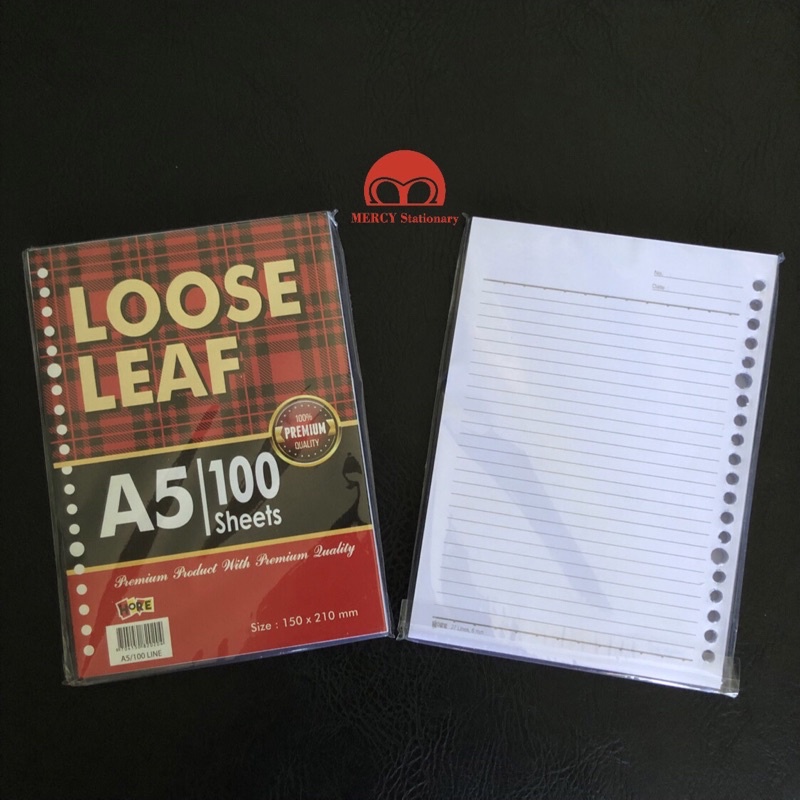 MERCY Stationary
LOOSE
LEAF
100%
PREMIUM
QUALITY
A5
100
Sheets
Premium Product With Premium Quality
HORE
Size : 150 x 210 mm
A5/100 LINE
No.
Date